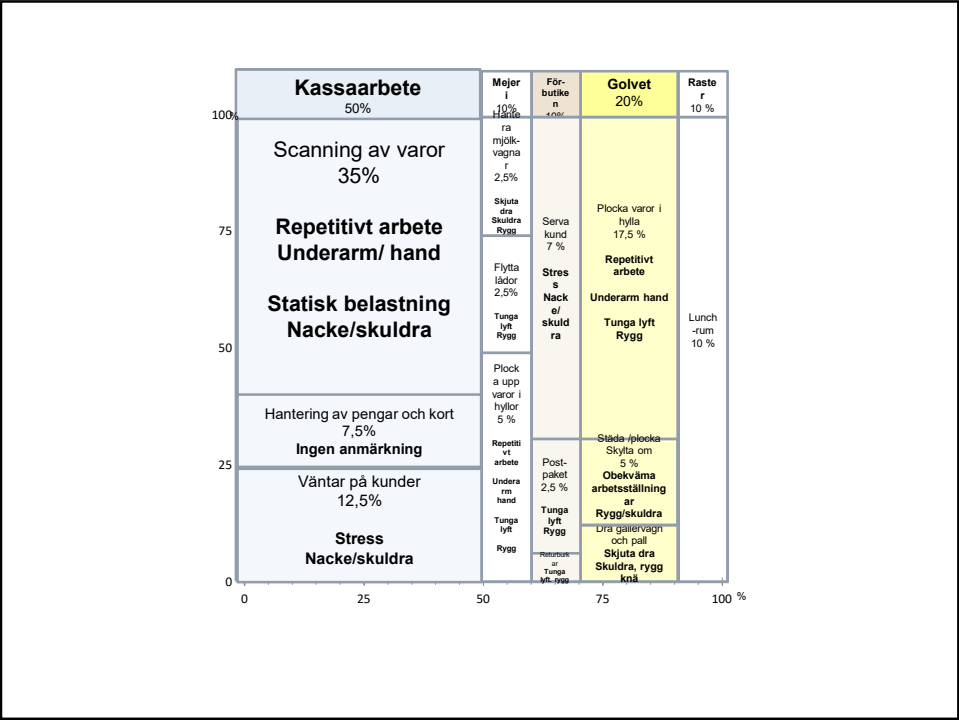 Kassaarbete
50%
Mejer
i
10%
För-
butike
n
10%
Golvet
20%
Raste
r
10 %
100%
75
50
25
0
Scanning av varor
35%
Repetitivt arbete
Underarm/ hand
Statisk belastning
Nacke/skuldra
Hantering av pengar och kort
7,5%
Ingen anmärkning
Väntar på kunder
12,5%
Stress
Nacke/skuldra
Hante
ra
mjölk-
vagna
r
2,5%
Skjuta
dra
Skuldra
Rygg
Flytta
lådor
2,5%
Tunga
lyft
Rygg
Plock
a upp
varor i
hyllor
5 %
Repetiti
vt
arbete
Undera
rm
hand
Tunga
lyft
Rygg
Serva
kund
7 %
Stres
s
Nack
e/
skuld
ra
Post-
paket
2,5 %
Tunga
lyft
Rygg
Returburk
ar
Tunga
lyft, rygg
Plocka varor i
hylla
17,5 %
Repetitivt
arbete
Underarm hand
Tunga lyft
Rygg
Städa /plocka
Skylta om
5 %
Obekväma
arbetsställning
ar
Rygg/skuldra
Dra gallervagn
och pall
Skjuta dra
Skuldra, rygg
knä
Lunch
-rum
10 %
0 25 50 75 100 %